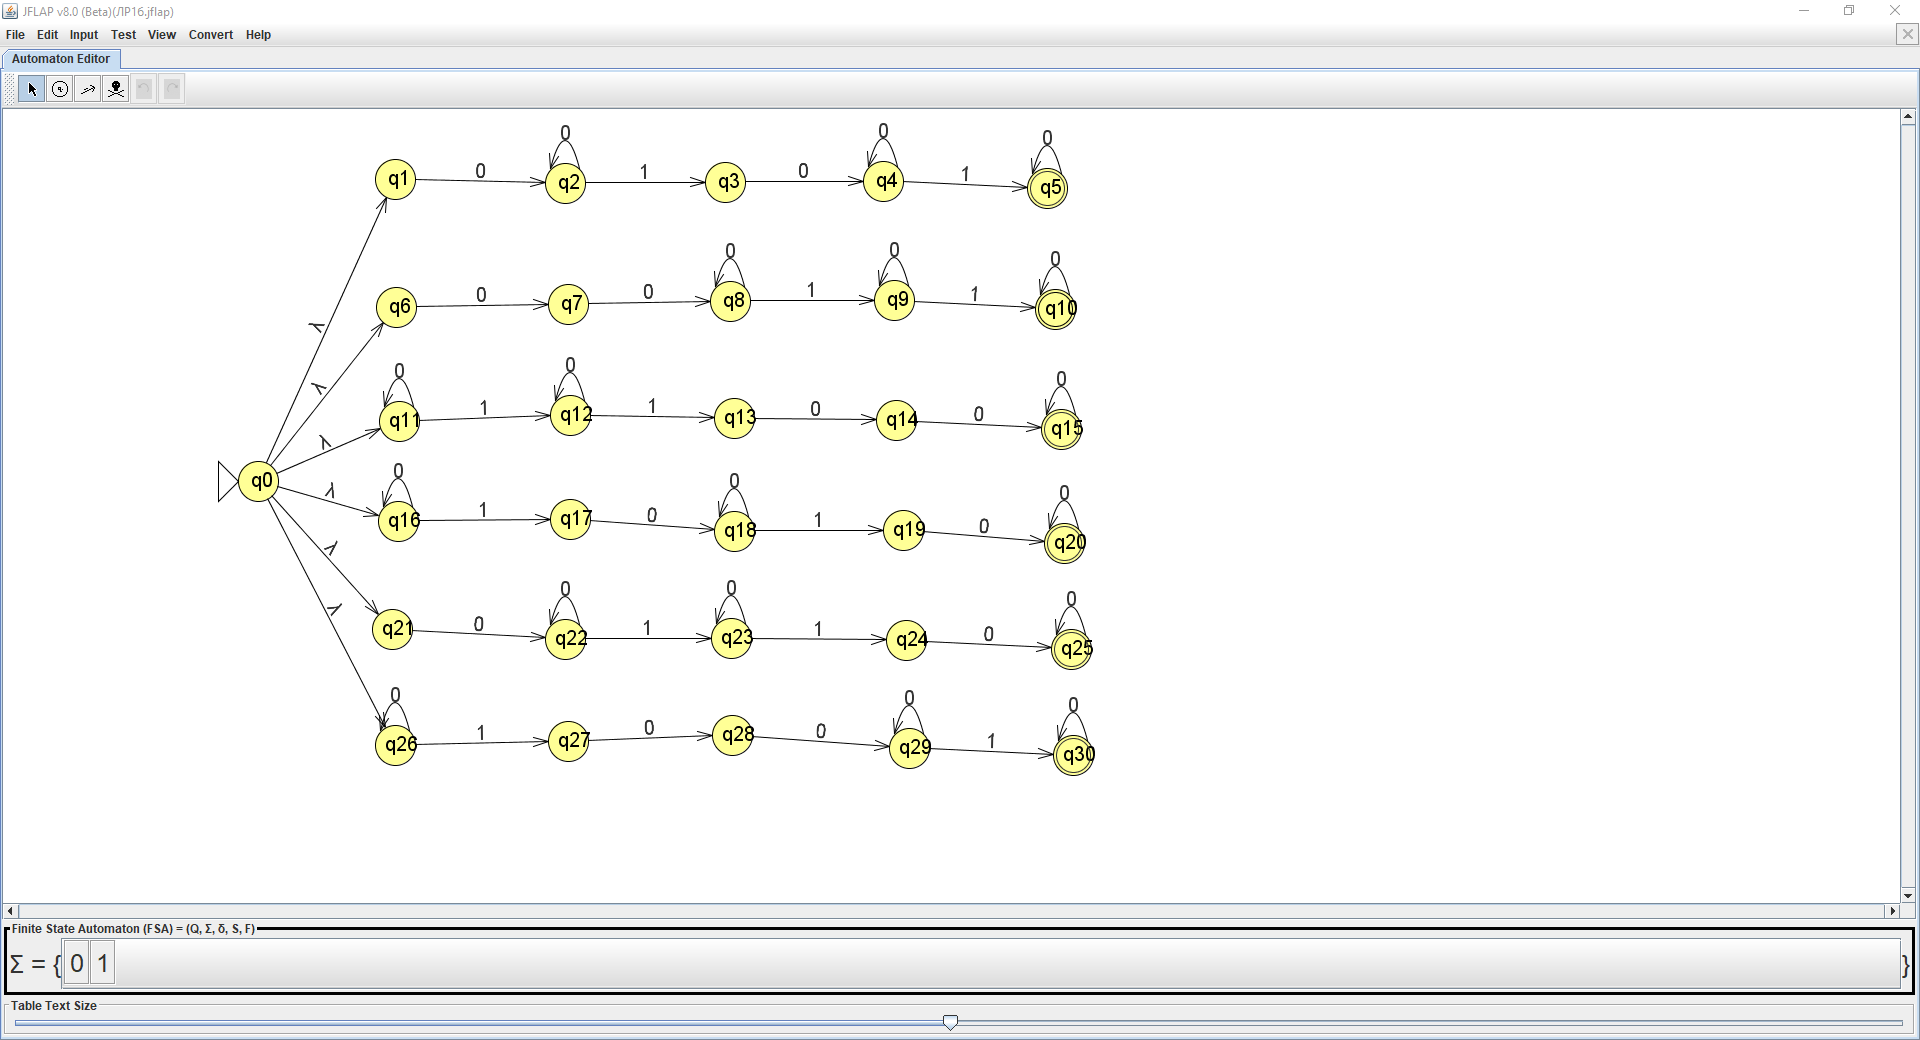 JFLAP v8.0 (Beta)(ЛР16.jflap)
File Edit Input Test View Convert Help
Automaton Editor
0 0 0
q1 0 q2 1 q3 0 q4 1 q5
0 0 0
q6 0 q7 0 q8 1 q9 1 q10
λ
λ
0 0 0
q11 1 q12 1 q13 0 q14 0 q15
λ
q0
0 0 0
q16 1 q17 0 q18 1 q19 0 q20
λ
λ
0 0 0
q21 0 q22 1 q23 1 q24 0 q25
λ
0 0 0
q26 1 q27 0 q28 0 q29 1 q30
Finite State Automaton (FSA) = (Q, Σ, δ, S, F)
Σ = { 0 1 }
Table Text Size